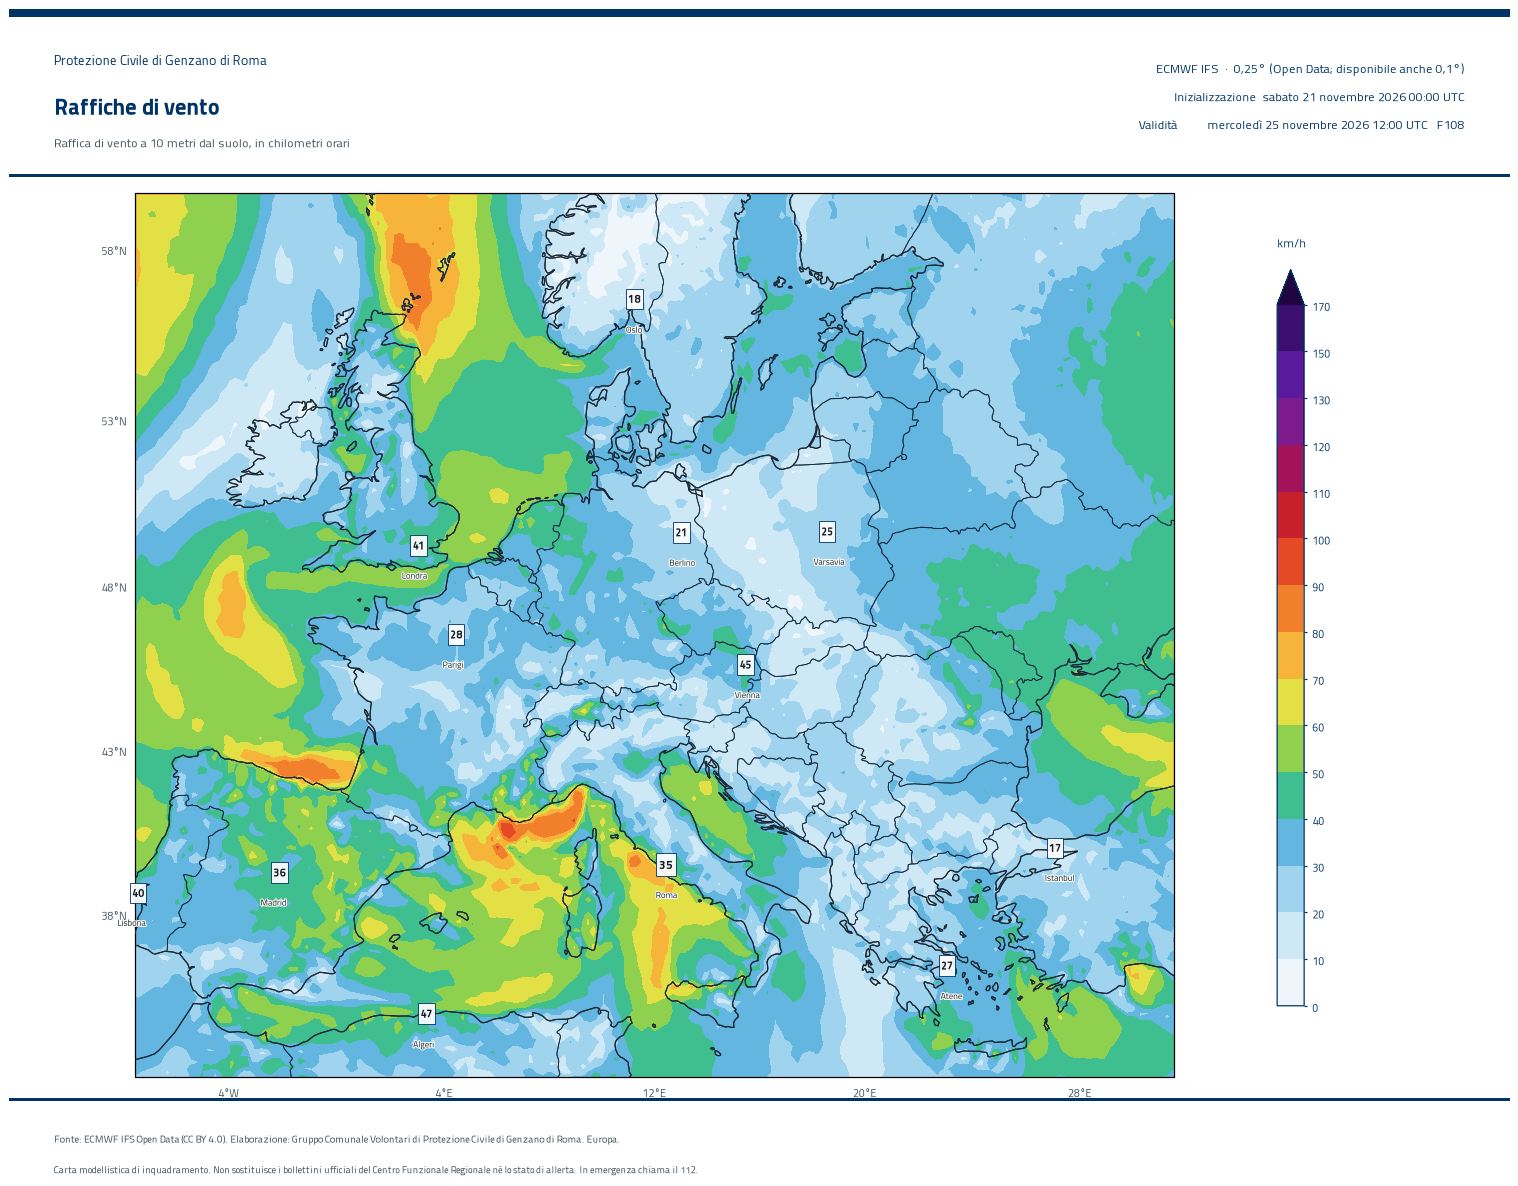 Protezione Civile di Genzano di Roma
Raffiche di vento
Raffica di vento a 10 metri dal suolo, in chilometri orari
ECMWF IFS · 0,25° (Open Data; disponibile anche 0,1°)
Inizializzazione sabato 21 novembre 2026 00:00 UTC
Validità mercoledì 25 novembre 2026 12:00 UTC F108
km/h
170
150
130
120
110
100
90
80
70
60
50
40
30
20
10
0
58°N
53°N
48°N
43°N
38°N
18
Oslo
41
Londra
21
Berlino
25
Varsavia
28
Parigi
45
Vienna
36
Madrid
40
Lisbona
35
Roma
17
Istanbul
27
Atene
47
Algeri
4°W
4°E
12°E
20°E
28°E
Fonte: ECMWF IFS Open Data (CC BY 4.0). Elaborazione: Gruppo Comunale Volontari di Protezione Civile di Genzano di Roma. Europa.
Carta modellistica di inquadramento. Non sostituisce i bollettini ufficiali del Centro Funzionale Regionale né lo stato di allerta. In emergenza chiama il 112.